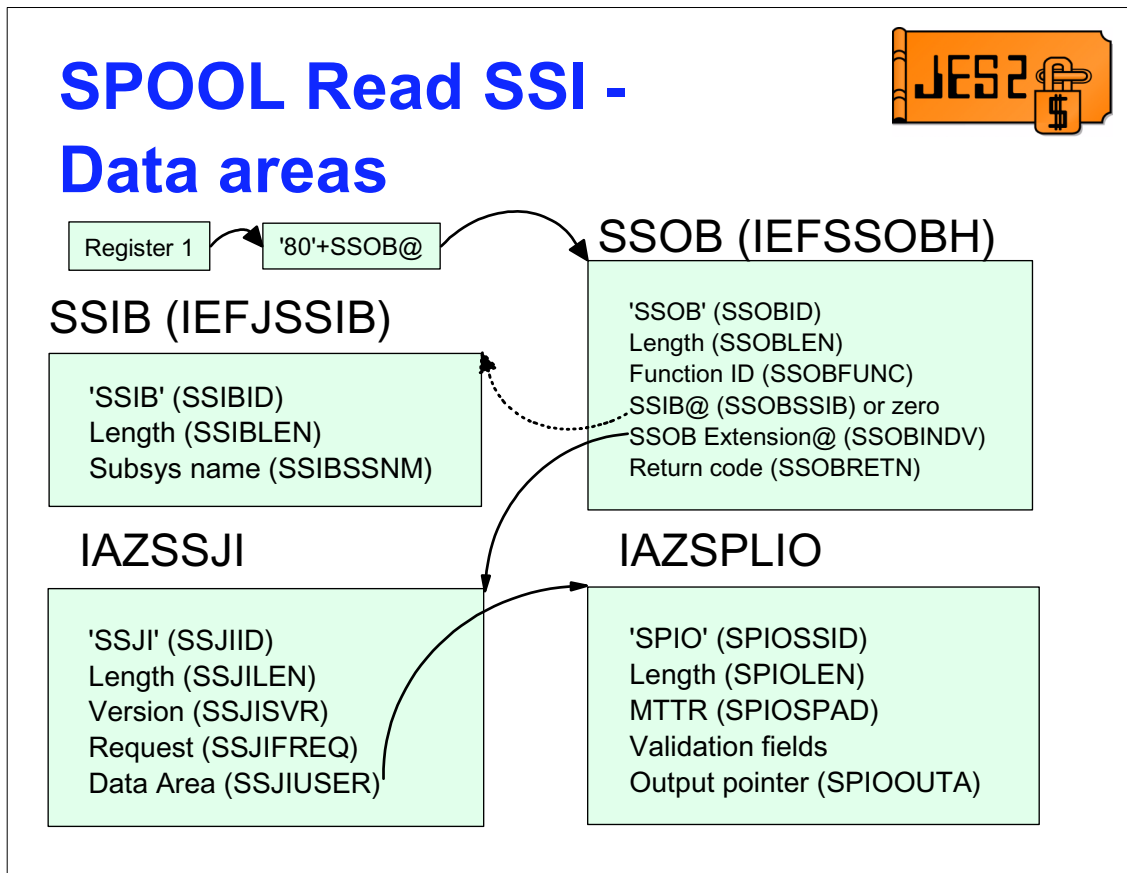 SPOOL Read SSI -
Data areas
JES2
$
Register 1
'80'+SSOB@
SSOB (IEFSSOBH)
'SSOB' (SSOBID)
Length (SSOBLEN)
Function ID (SSOBFUNC)
SSIB@ (SSOBSSIB) or zero
SSOB Extension@ (SSOBINDV)
Return code (SSOBRETN)
SSIB (IEFJSSIB)
'SSIB' (SSIBID)
Length (SSIBLEN)
Subsys name (SSIBSSNM)
IAZSSJI
'SSJI' (SSJIID)
Length (SSJILEN)
Version (SSJISVR)
Request (SSJIFREQ)
Data Area (SSJIUSER)
IAZSPLIO
'SPIO' (SPIOSSID)
Length (SPIOLEN)
MTTR (SPIOSPAD)
Validation fields
Output pointer (SPIOOUTA)